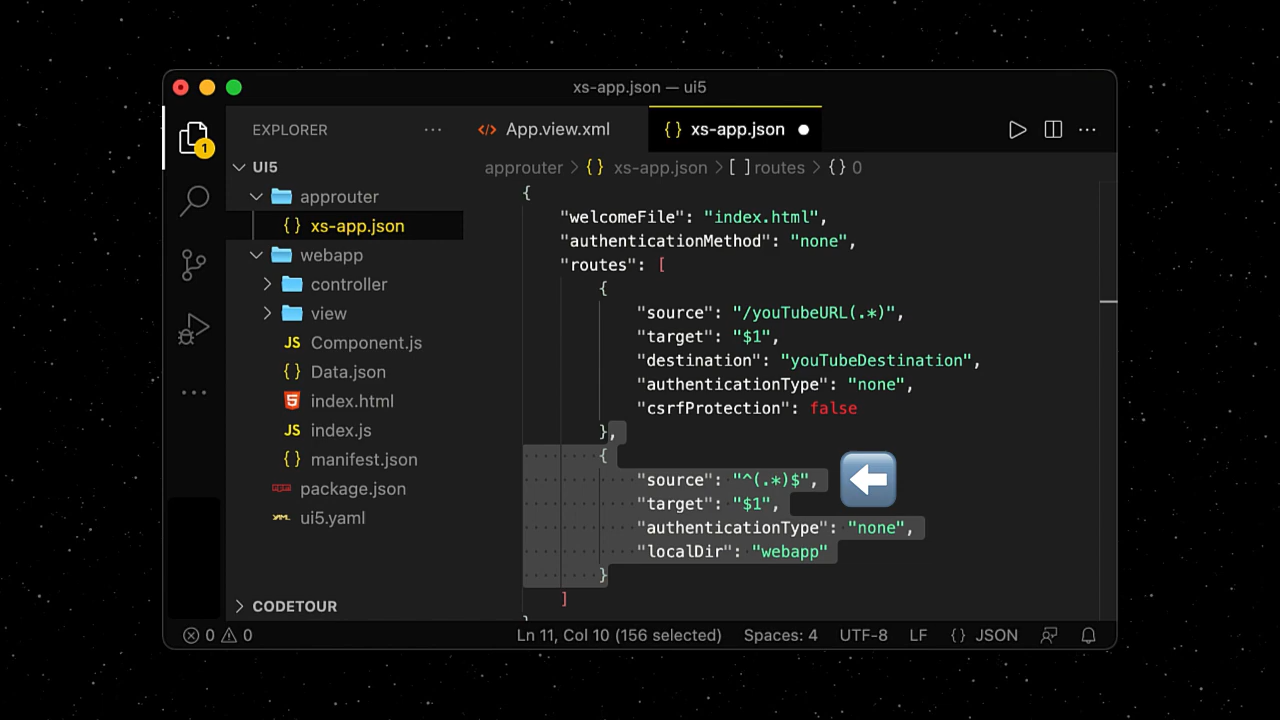 xs-app.json — ui5
EXPLORER
App.view.xml
xs-app.json
1
UI5
approuter
xs-app.json
webapp
controller
view
Component.js
Data.json
index.html
index.js
manifest.json
package.json
ui5.yaml
CODETOUR
approuter > {} xs-app.json > [ ] routes > {} 0
{
"welcomeFile": "index.html",
"authenticationMethod": "none",
"routes": [
{
"source": "/youTubeURL(.*)",
"target": "$1",
"destination": "youTubeDestination",
"authenticationType": "none",
"csrfProtection": false
},
{
"source": "^(.*)$",
"target": "$1",
"authenticationType": "none",
"localDir": "webapp"
}
]
0 0 Ln 11, Col 10 (156 selected) Spaces: 4 UTF-8 LF {} JSON